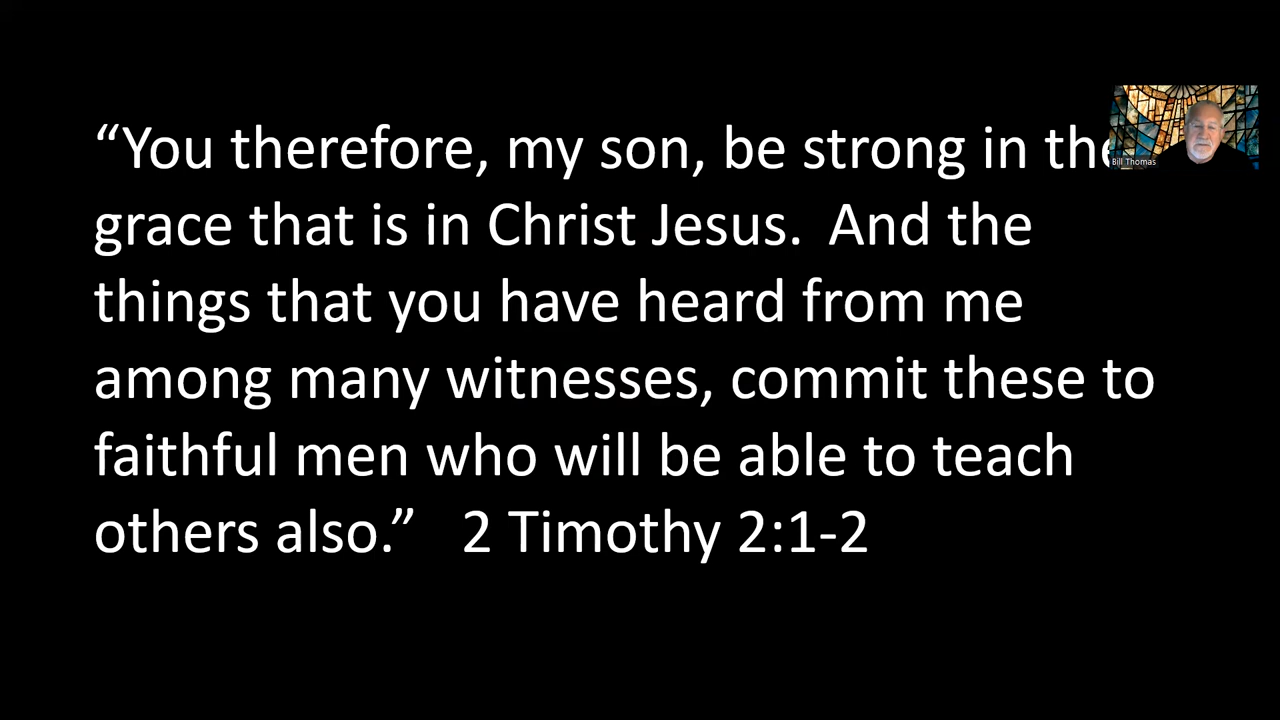 “You therefore, my son, be strong in the
grace that is in Christ Jesus.  And the
things that you have heard from me
among many witnesses, commit these to
faithful men who will be able to teach
others also.”   2 Timothy 2:1-2
Bill Thomas